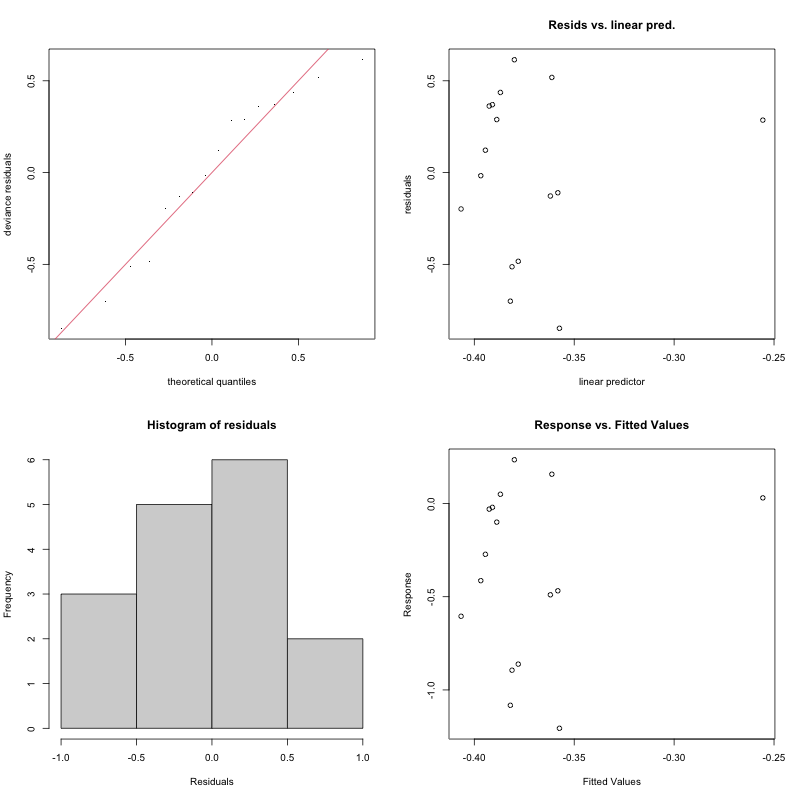 deviance residuals
0.5
0.0
-0.5
-0.5
0.0
0.5
theoretical quantiles
Resids vs. linear pred.
residuals
0.5
0.0
-0.5
-0.40
-0.35
-0.30
-0.25
linear predictor
Histogram of residuals
Frequency
6
5
4
3
2
1
0
-1.0
-0.5
0.0
0.5
1.0
Residuals
Response vs. Fitted Values
Response
0.0
-0.5
-1.0
-0.40
-0.35
-0.30
-0.25
Fitted Values